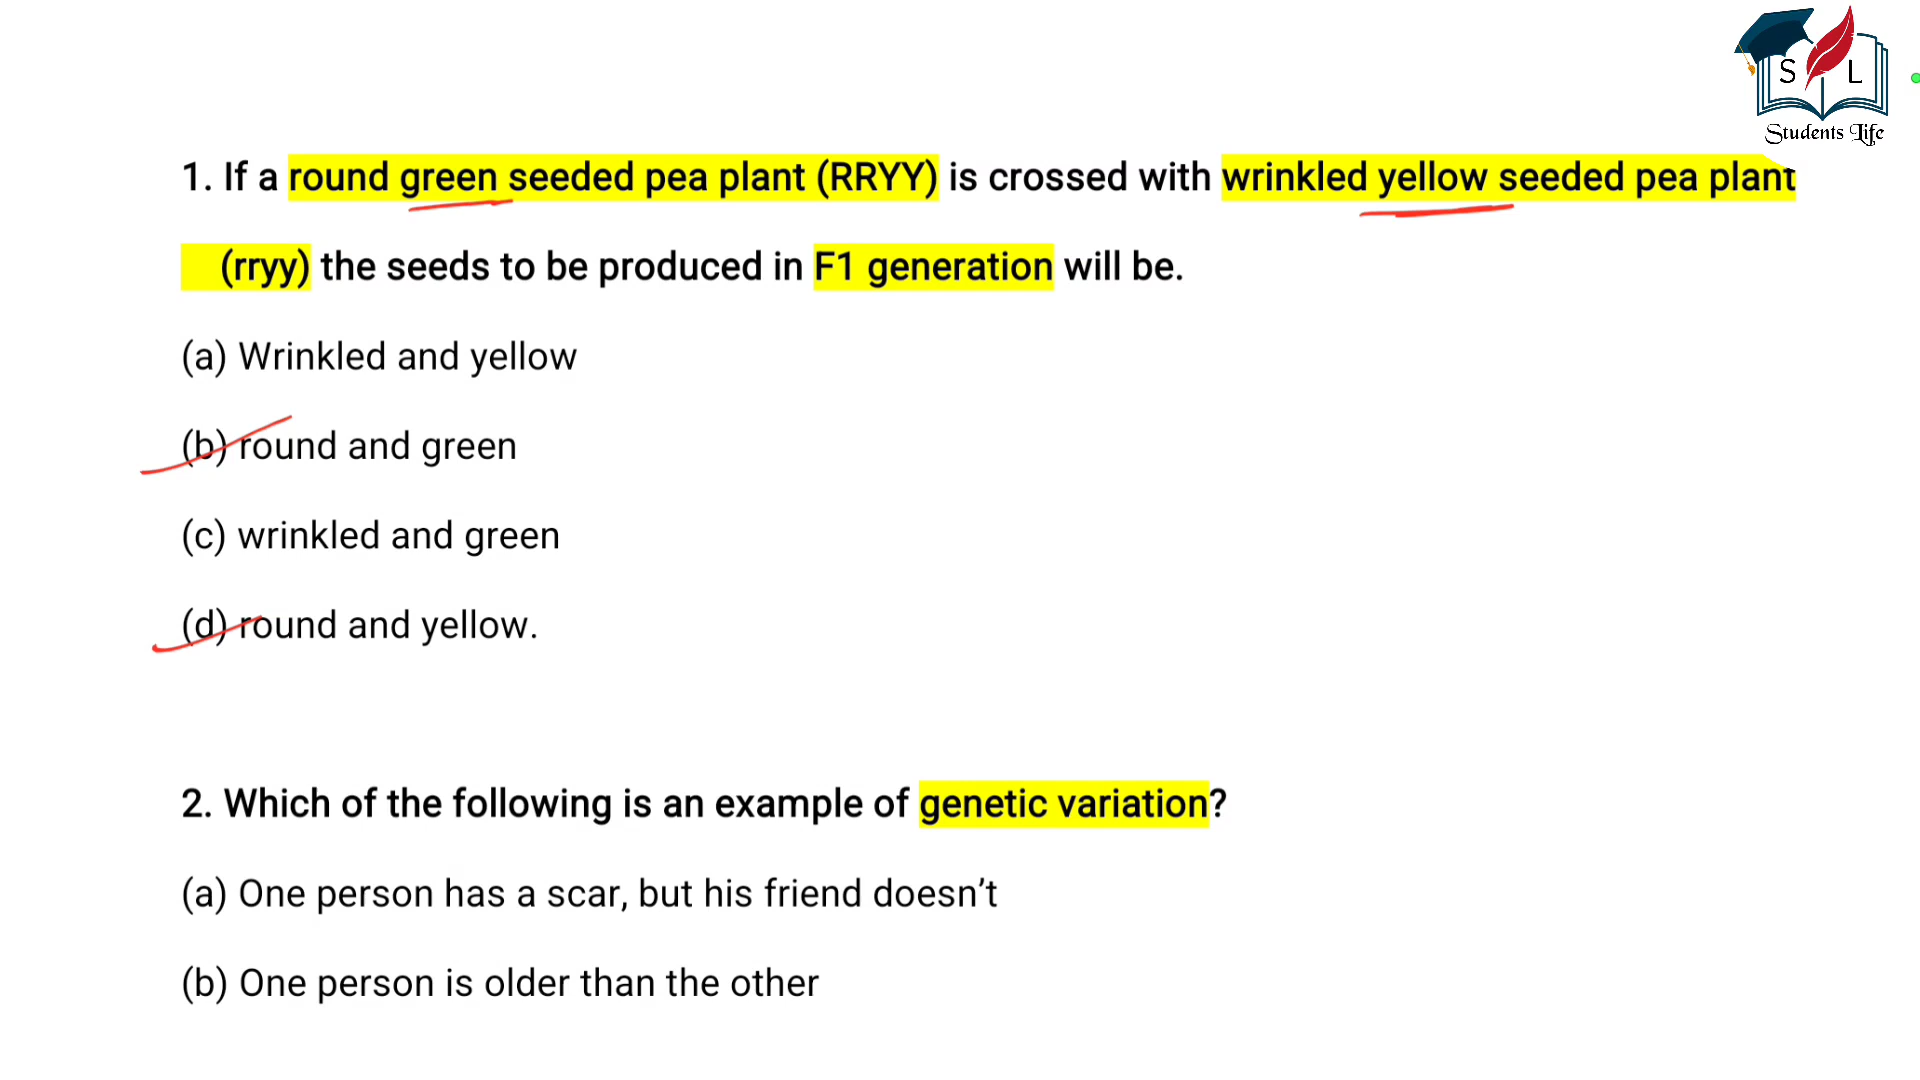 S L
Students Life
1. If a round green seeded pea plant (RRYY) is crossed with wrinkled yellow seeded pea plant
(rryy) the seeds to be produced in F1 generation will be.
(a) Wrinkled and yellow
(b) round and green
(c) wrinkled and green
(d) round and yellow.
2. Which of the following is an example of genetic variation?
(a) One person has a scar, but his friend doesn’t
(b) One person is older than the other